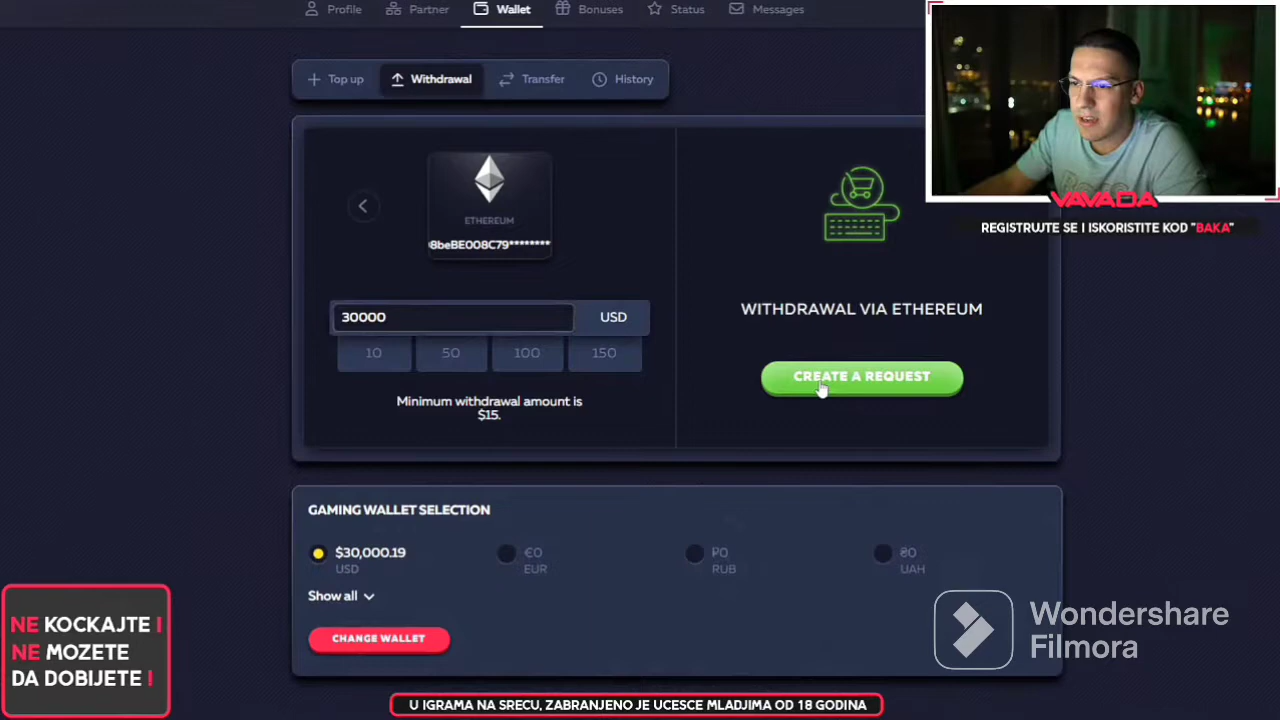 Profile
Partner
Wallet
Bonuses
Status
Messages
Top up
Withdrawal
Transfer
History
ETHEREUM
8beBE008C79********
30000
USD
10
50
100
150
Minimum withdrawal amount is
$15.
WITHDRAWAL VIA ETHEREUM
CREATE A REQUEST
VAVADA
REGISTRUJTE SE I ISKORISTITE KOD "BAKA"
GAMING WALLET SELECTION
$30,000.19
USD
€0
EUR
₽0
RUB
₴0
UAH
Show all
CHANGE WALLET
NE KOCKAJTE I
NE MOZETE
DA DOBIJETE I
Wondershare
Filmora
U IGRAMA NA SRECU, ZABRANJENO JE UCESCE MLADJIMA OD 18 GODINA